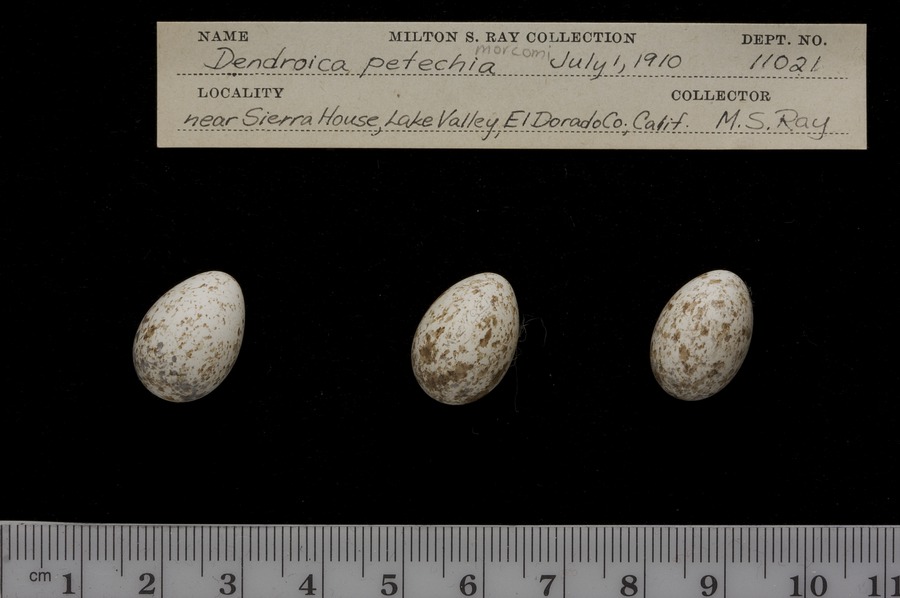 NAME MILTON S. RAY COLLECTION DEPT. NO.
morcomi
Dendroica petechia July 1, 1910 11021
LOCALITY COLLECTOR
near Sierra House, Lake Valley, El Dorado Co., Calif. M.S. Ray
cm 1 2 3 4 5 6 7 8 9 10 11